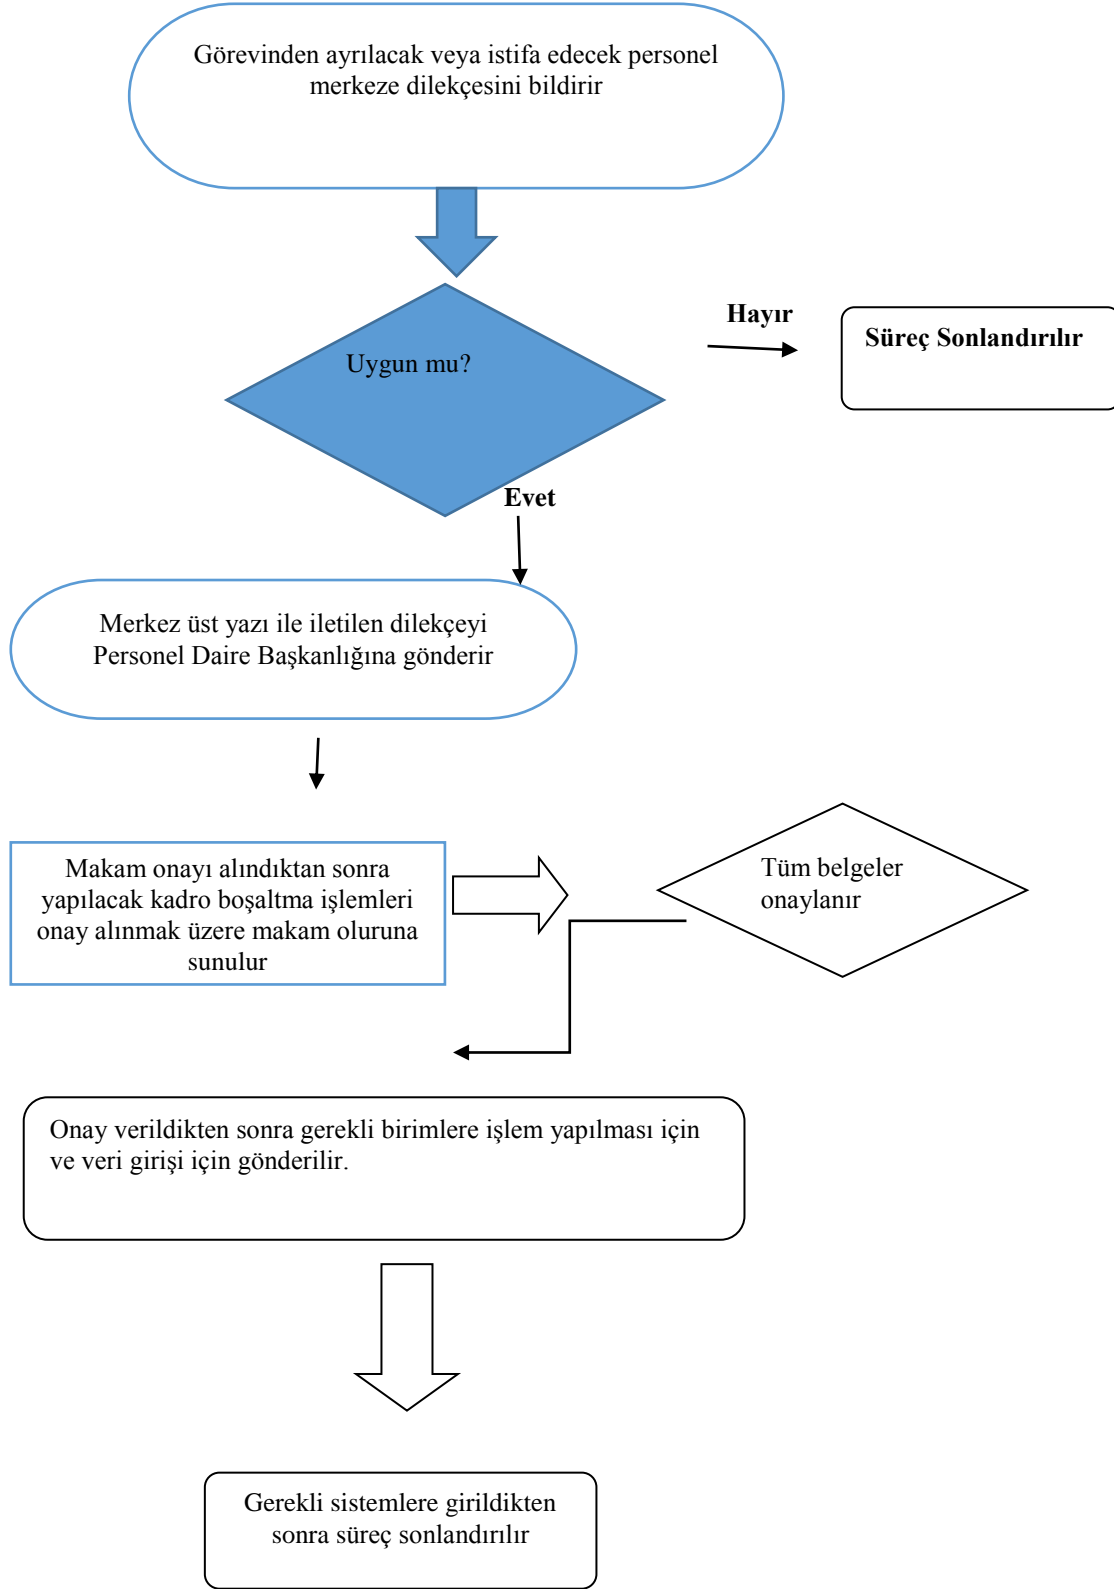 Görevinden ayrılacak veya istifa edecek personel
merkeze dilekçesini bildirir
Hayır
Süreç Sonlandırılır
Uygun mu?
Evet
Merkez üst yazı ile iletilen dilekçeyi
Personel Daire Başkanlığına gönderir
Makam onayı alındıktan sonra
yapılacak kadro boşaltma işlemleri
onay alınmak üzere makam oluruna
sunulur
Tüm belgeler
onaylanır
Onay verildikten sonra gerekli birimlere işlem yapılması için
ve veri girişi için gönderilir.
Gerekli sistemlere girildikten
sonra süreç sonlandırılır